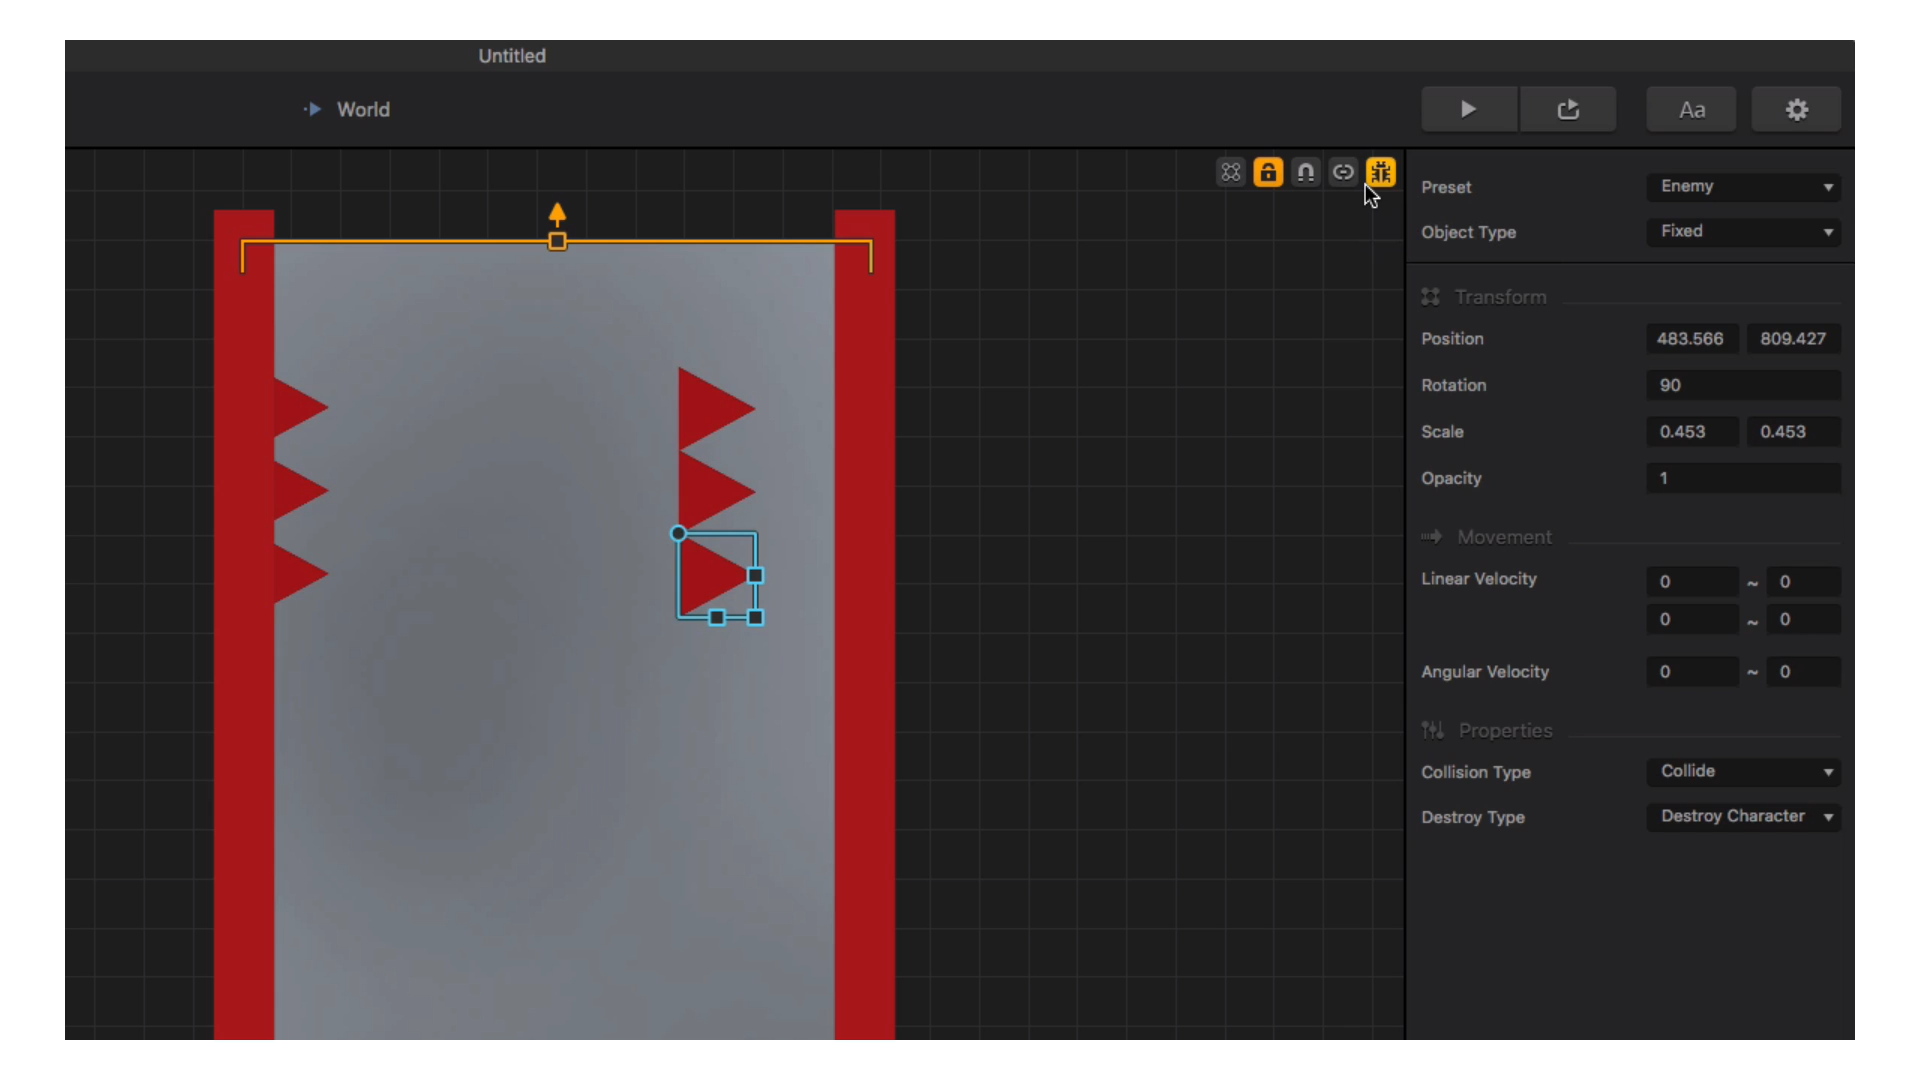 Untitled
World
Aa
Preset Enemy
Object Type Fixed
Transform
Position 483.566 809.427
Rotation 90
Scale 0.453 0.453
Opacity 1
Movement
Linear Velocity 0 ~ 0
0 ~ 0
Angular Velocity 0 ~ 0
Properties
Collision Type Collide
Destroy Type Destroy Character